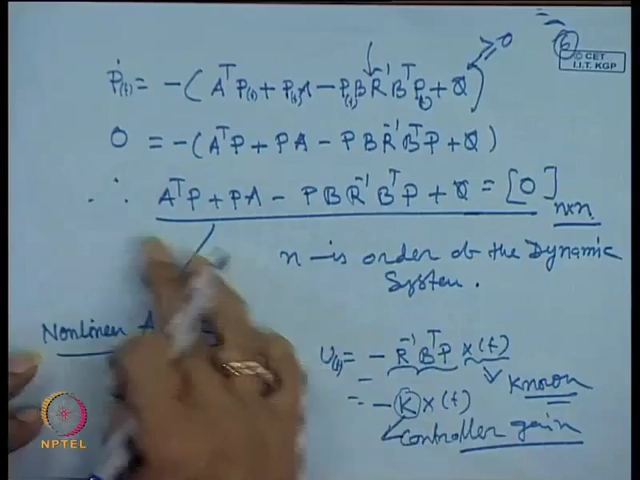 6
© CET
I.I.T. KGP
Ṗ(t) = -(AᵀP(t) + P(t)A - P(t)BR⁻¹BᵀP(t) + Q) ≥0
0 = -(AᵀP + PA - PBR⁻¹BᵀP + Q)
∴ AᵀP + PA - PBR⁻¹BᵀP + Q = [0] n×n
n - is order of the Dynamic
System.
Nonlinear A
U(t) = - R⁻¹BᵀP x(t)
Known
= - K x(t)
controller gain
NPTEL